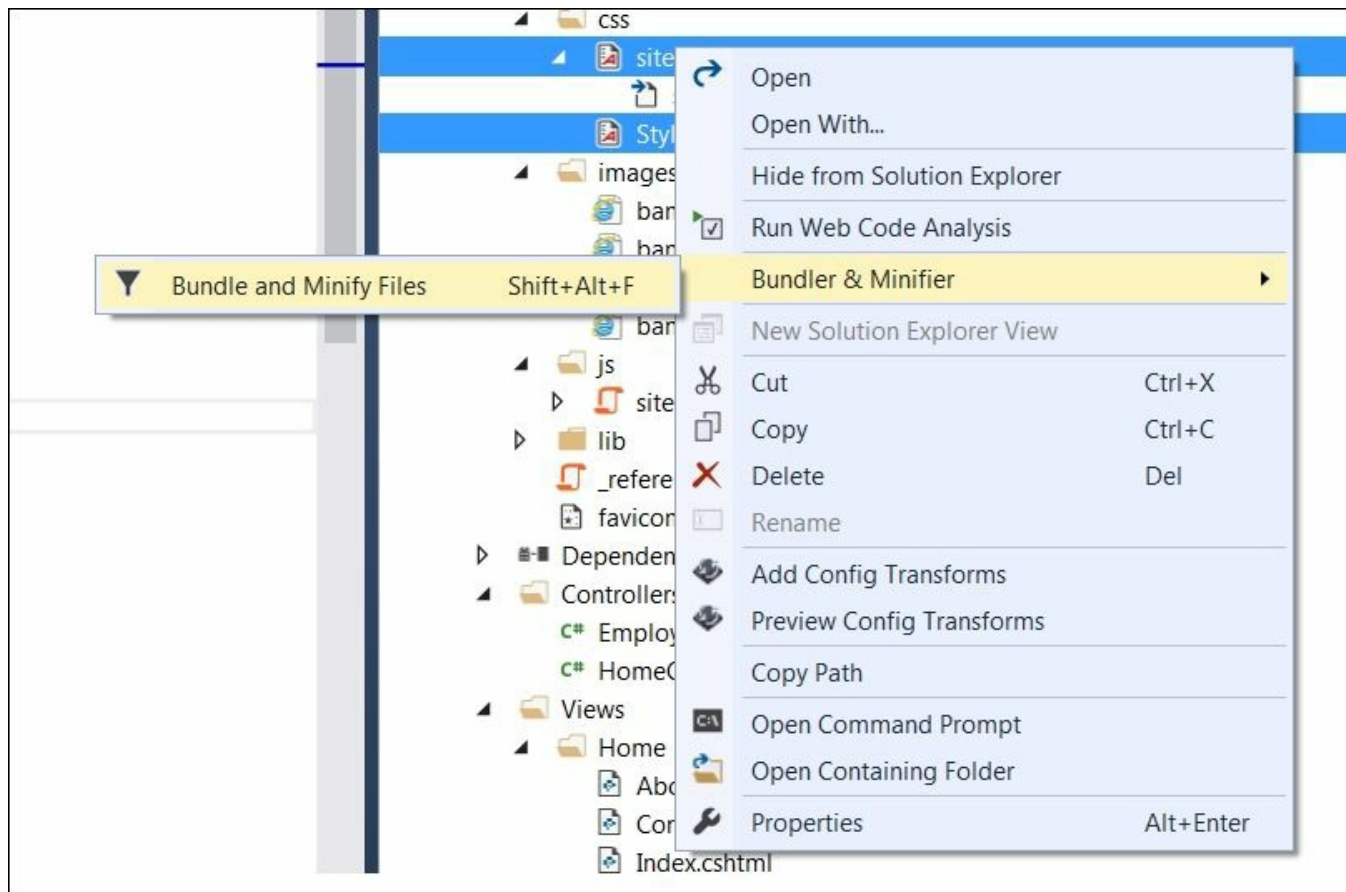 css
site
Open
Open With...
Styl
Hide from Solution Explorer
images
ban
Run Web Code Analysis
ban
Bundle and Minify Files Shift+Alt+F
Bundler & Minifier
ban
New Solution Explorer View
js
Cut Ctrl+X
site
Copy Ctrl+C
lib
_refere
Delete Del
favicon
Rename
Dependen
Add Config Transforms
Controllers
Preview Config Transforms
C# Employ
C# HomeC
Copy Path
Views
Open Command Prompt
Home
Open Containing Folder
Abo
Con
Properties Alt+Enter
Index.cshtml